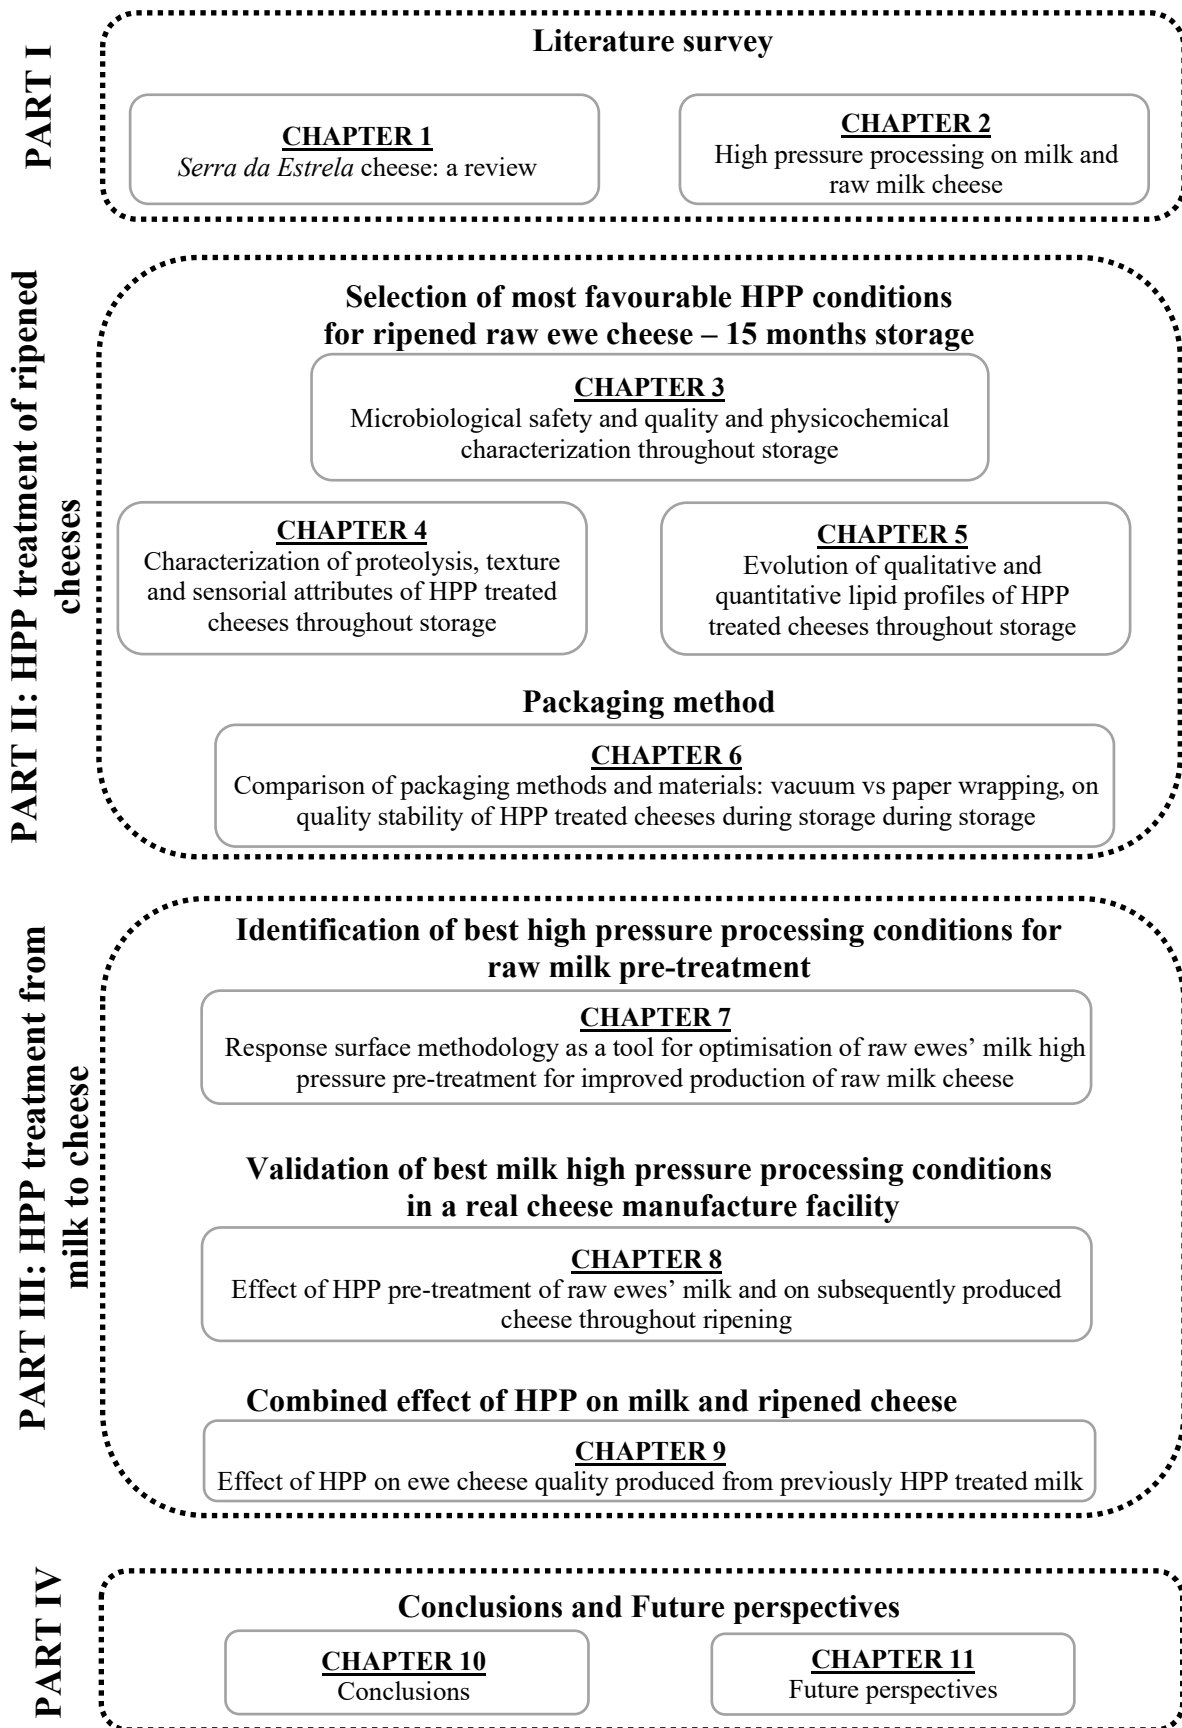 PART I
Literature survey
CHAPTER 1
Serra da Estrela cheese: a review
CHAPTER 2
High pressure processing on milk and
raw milk cheese
PART II: HPP treatment of ripened
cheeses
Selection of most favourable HPP conditions
for ripened raw ewe cheese – 15 months storage
CHAPTER 3
Microbiological safety and quality and physicochemical
characterization throughout storage
CHAPTER 4
Characterization of proteolysis, texture
and sensorial attributes of HPP treated
cheeses throughout storage
CHAPTER 5
Evolution of qualitative and
quantitative lipid profiles of HPP
treated cheeses throughout storage
Packaging method
CHAPTER 6
Comparison of packaging methods and materials: vacuum vs paper wrapping, on
quality stability of HPP treated cheeses during storage during storage
PART III: HPP treatment from
milk to cheese
Identification of best high pressure processing conditions for
raw milk pre-treatment
CHAPTER 7
Response surface methodology as a tool for optimisation of raw ewes’ milk high
pressure pre-treatment for improved production of raw milk cheese
Validation of best milk high pressure processing conditions
in a real cheese manufacture facility
CHAPTER 8
Effect of HPP pre-treatment of raw ewes’ milk and on subsequently produced
cheese throughout ripening
Combined effect of HPP on milk and ripened cheese
CHAPTER 9
Effect of HPP on ewe cheese quality produced from previously HPP treated milk
PART IV
Conclusions and Future perspectives
CHAPTER 10
Conclusions
CHAPTER 11
Future perspectives